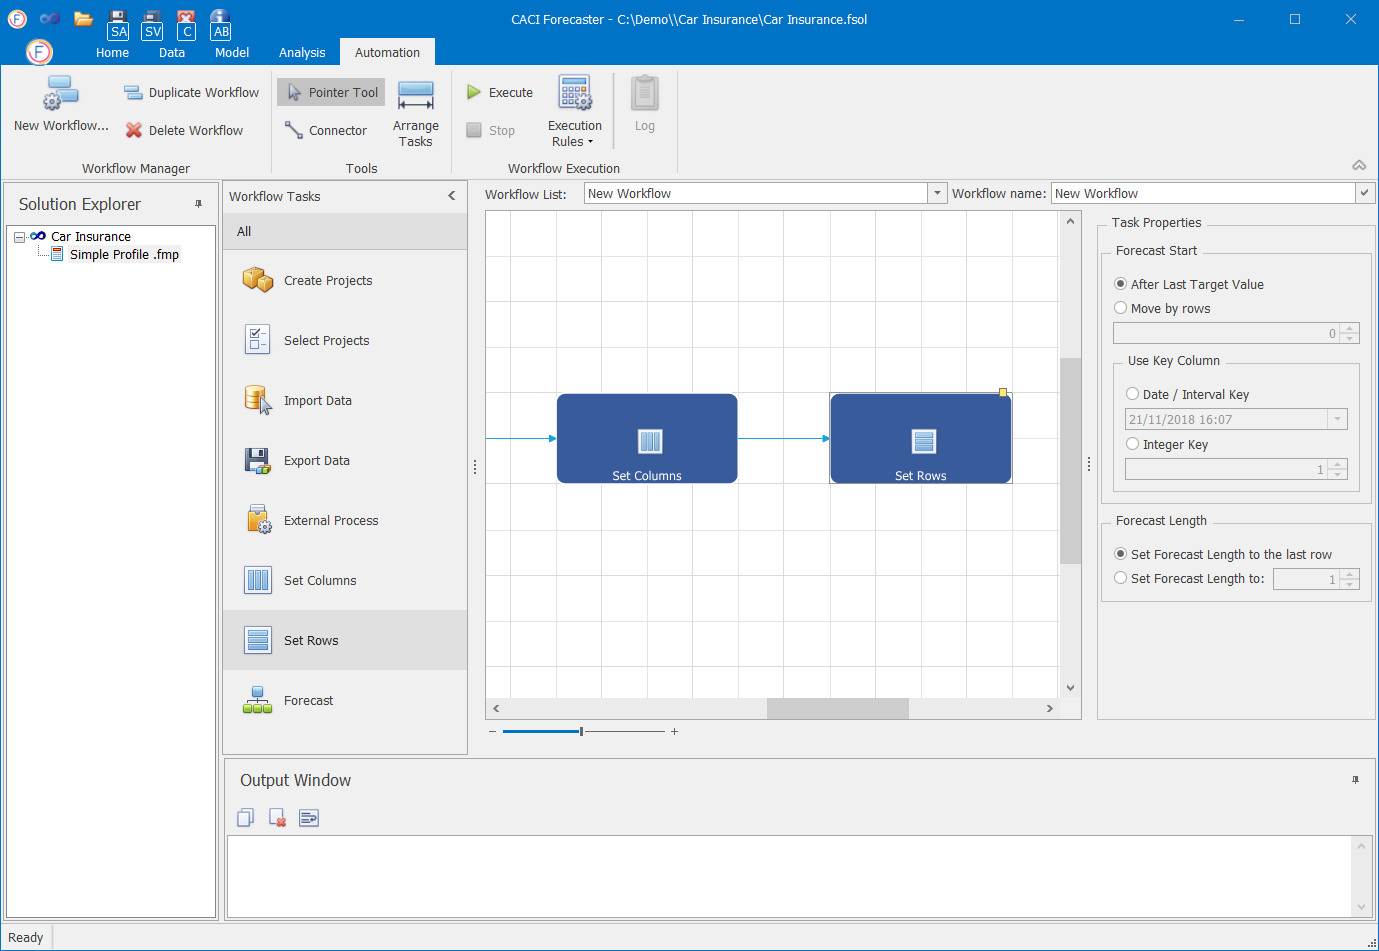 CACI Forecaster - C:\Demo\\Car Insurance\Car Insurance.fsol
F
SA
SV
C
AB
F
Home
Data
Model
Analysis
Automation
New Workflow...
Duplicate Workflow
Delete Workflow
Workflow Manager
Pointer Tool
Connector
Arrange
Tasks
Tools
Execute
Stop
Execution
Rules
Workflow Execution
Log
Solution Explorer
Car Insurance
Simple Profile .fmp
Workflow Tasks
All
Create Projects
Select Projects
Import Data
Export Data
External Process
Set Columns
Set Rows
Forecast
Workflow List:
New Workflow
Workflow name:
New Workflow
Set Columns
Set Rows
Task Properties
Forecast Start
After Last Target Value
Move by rows
0
Use Key Column
Date / Interval Key
21/11/2018 16:07
Integer Key
1
Forecast Length
Set Forecast Length to the last row
Set Forecast Length to:
1
Output Window
Ready